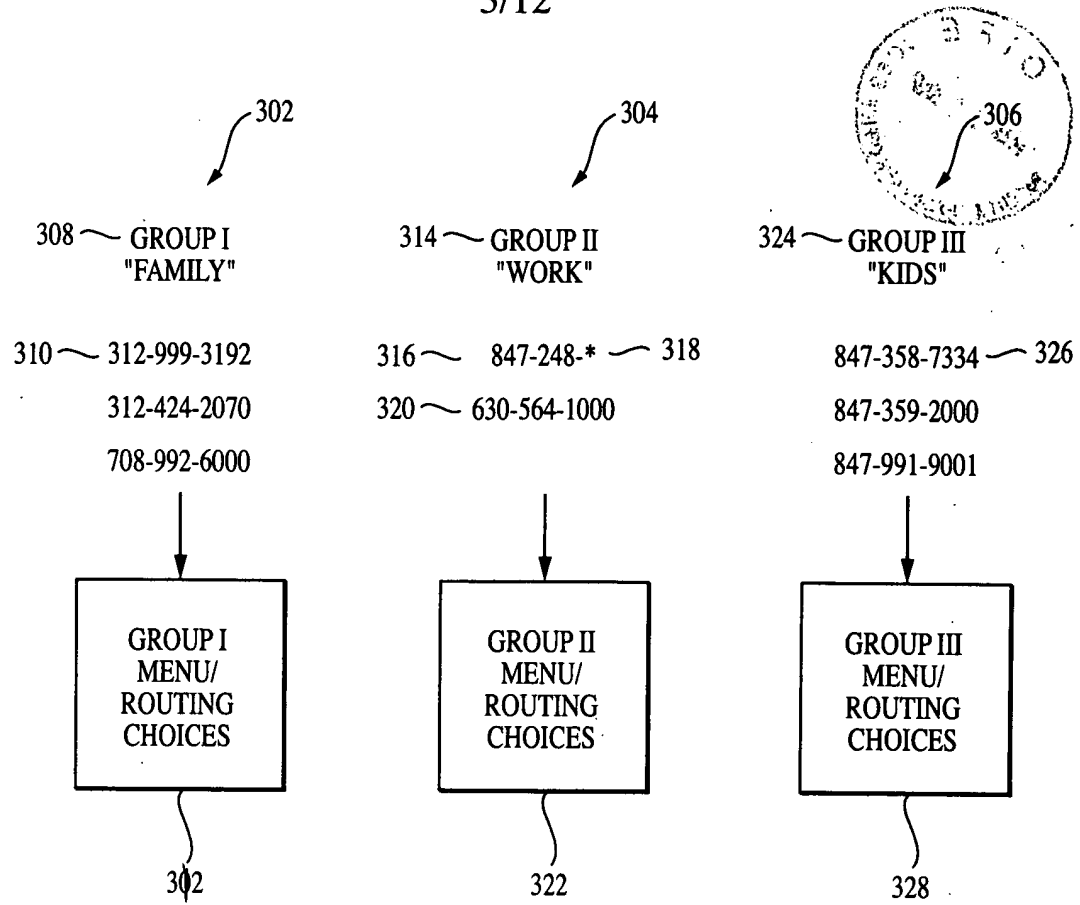 302
304
306
308 GROUP I
"FAMILY"
314 GROUP II
"WORK"
324 GROUP III
"KIDS"
310 312-999-3192
312-424-2070
708-992-6000
316 847-248-* 318
320 630-564-1000
847-358-7334 326
847-359-2000
847-991-9001
GROUP I
MENU/
ROUTING
CHOICES
GROUP II
MENU/
ROUTING
CHOICES
GROUP III
MENU/
ROUTING
CHOICES
302
322
328